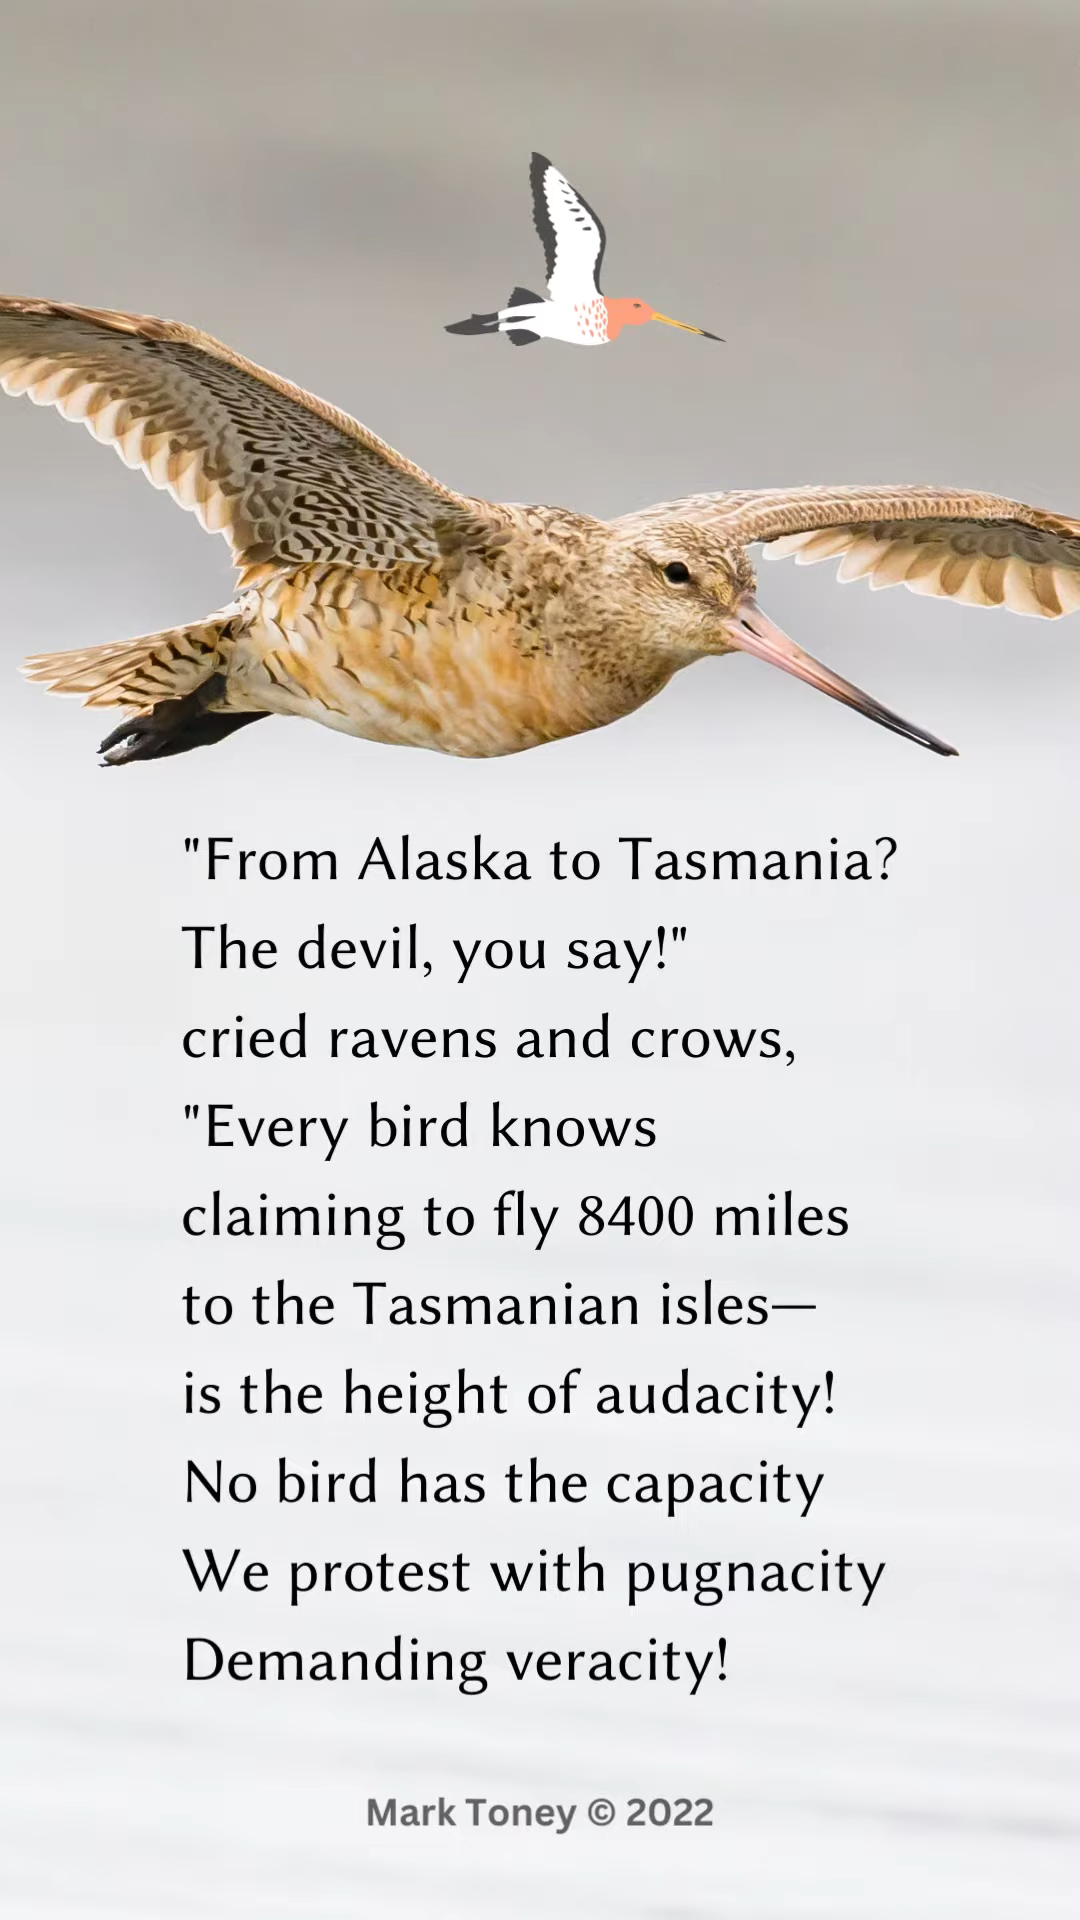 "From Alaska to Tasmania?
The devil, you say!"
cried ravens and crows,
"Every bird knows
claiming to fly 8400 miles
to the Tasmanian isles—
is the height of audacity!
No bird has the capacity
We protest with pugnacity
Demanding veracity!
Mark Toney © 2022